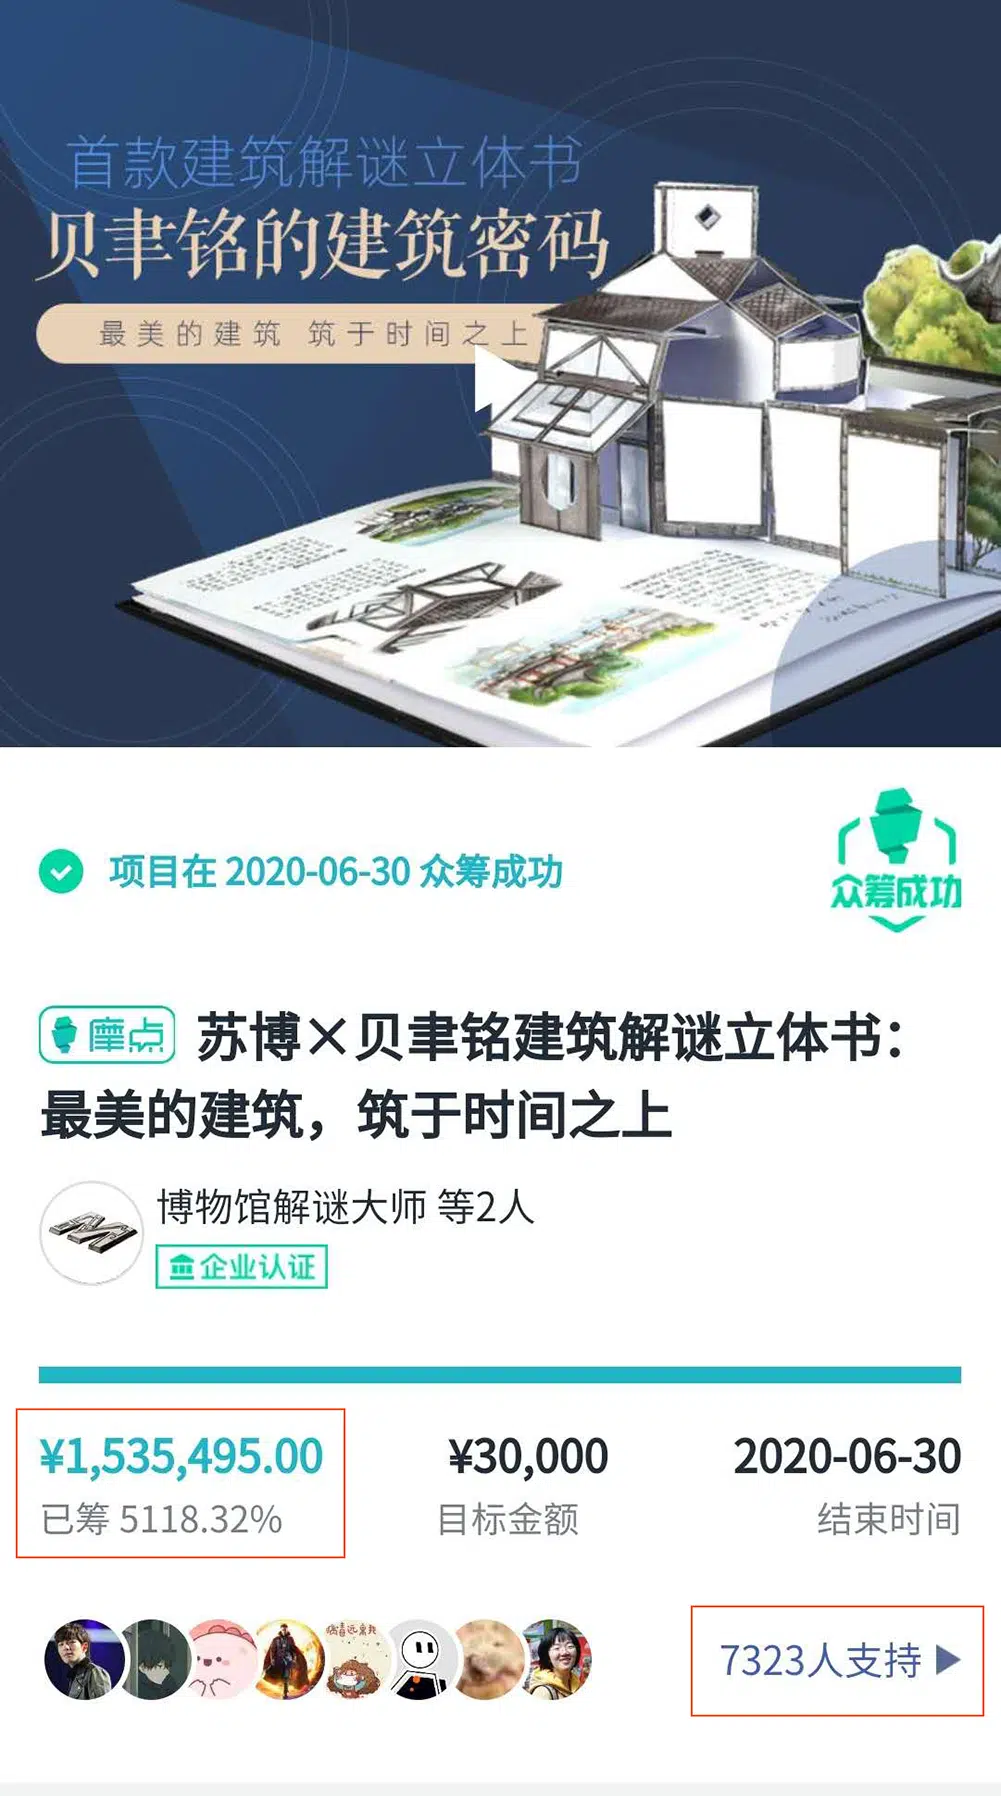 首款建筑解谜立体书
贝聿铭的建筑密码
最美的建筑 筑于时间之上
项目在 2020-06-30 众筹成功
众筹成功
摩点 苏博×贝聿铭建筑解谜立体书：
最美的建筑，筑于时间之上
博物馆解谜大师 等2人
企业认证
¥1,535,495.00
已筹 5118.32%
¥30,000
目标金额
2020-06-30
结束时间
7323人支持